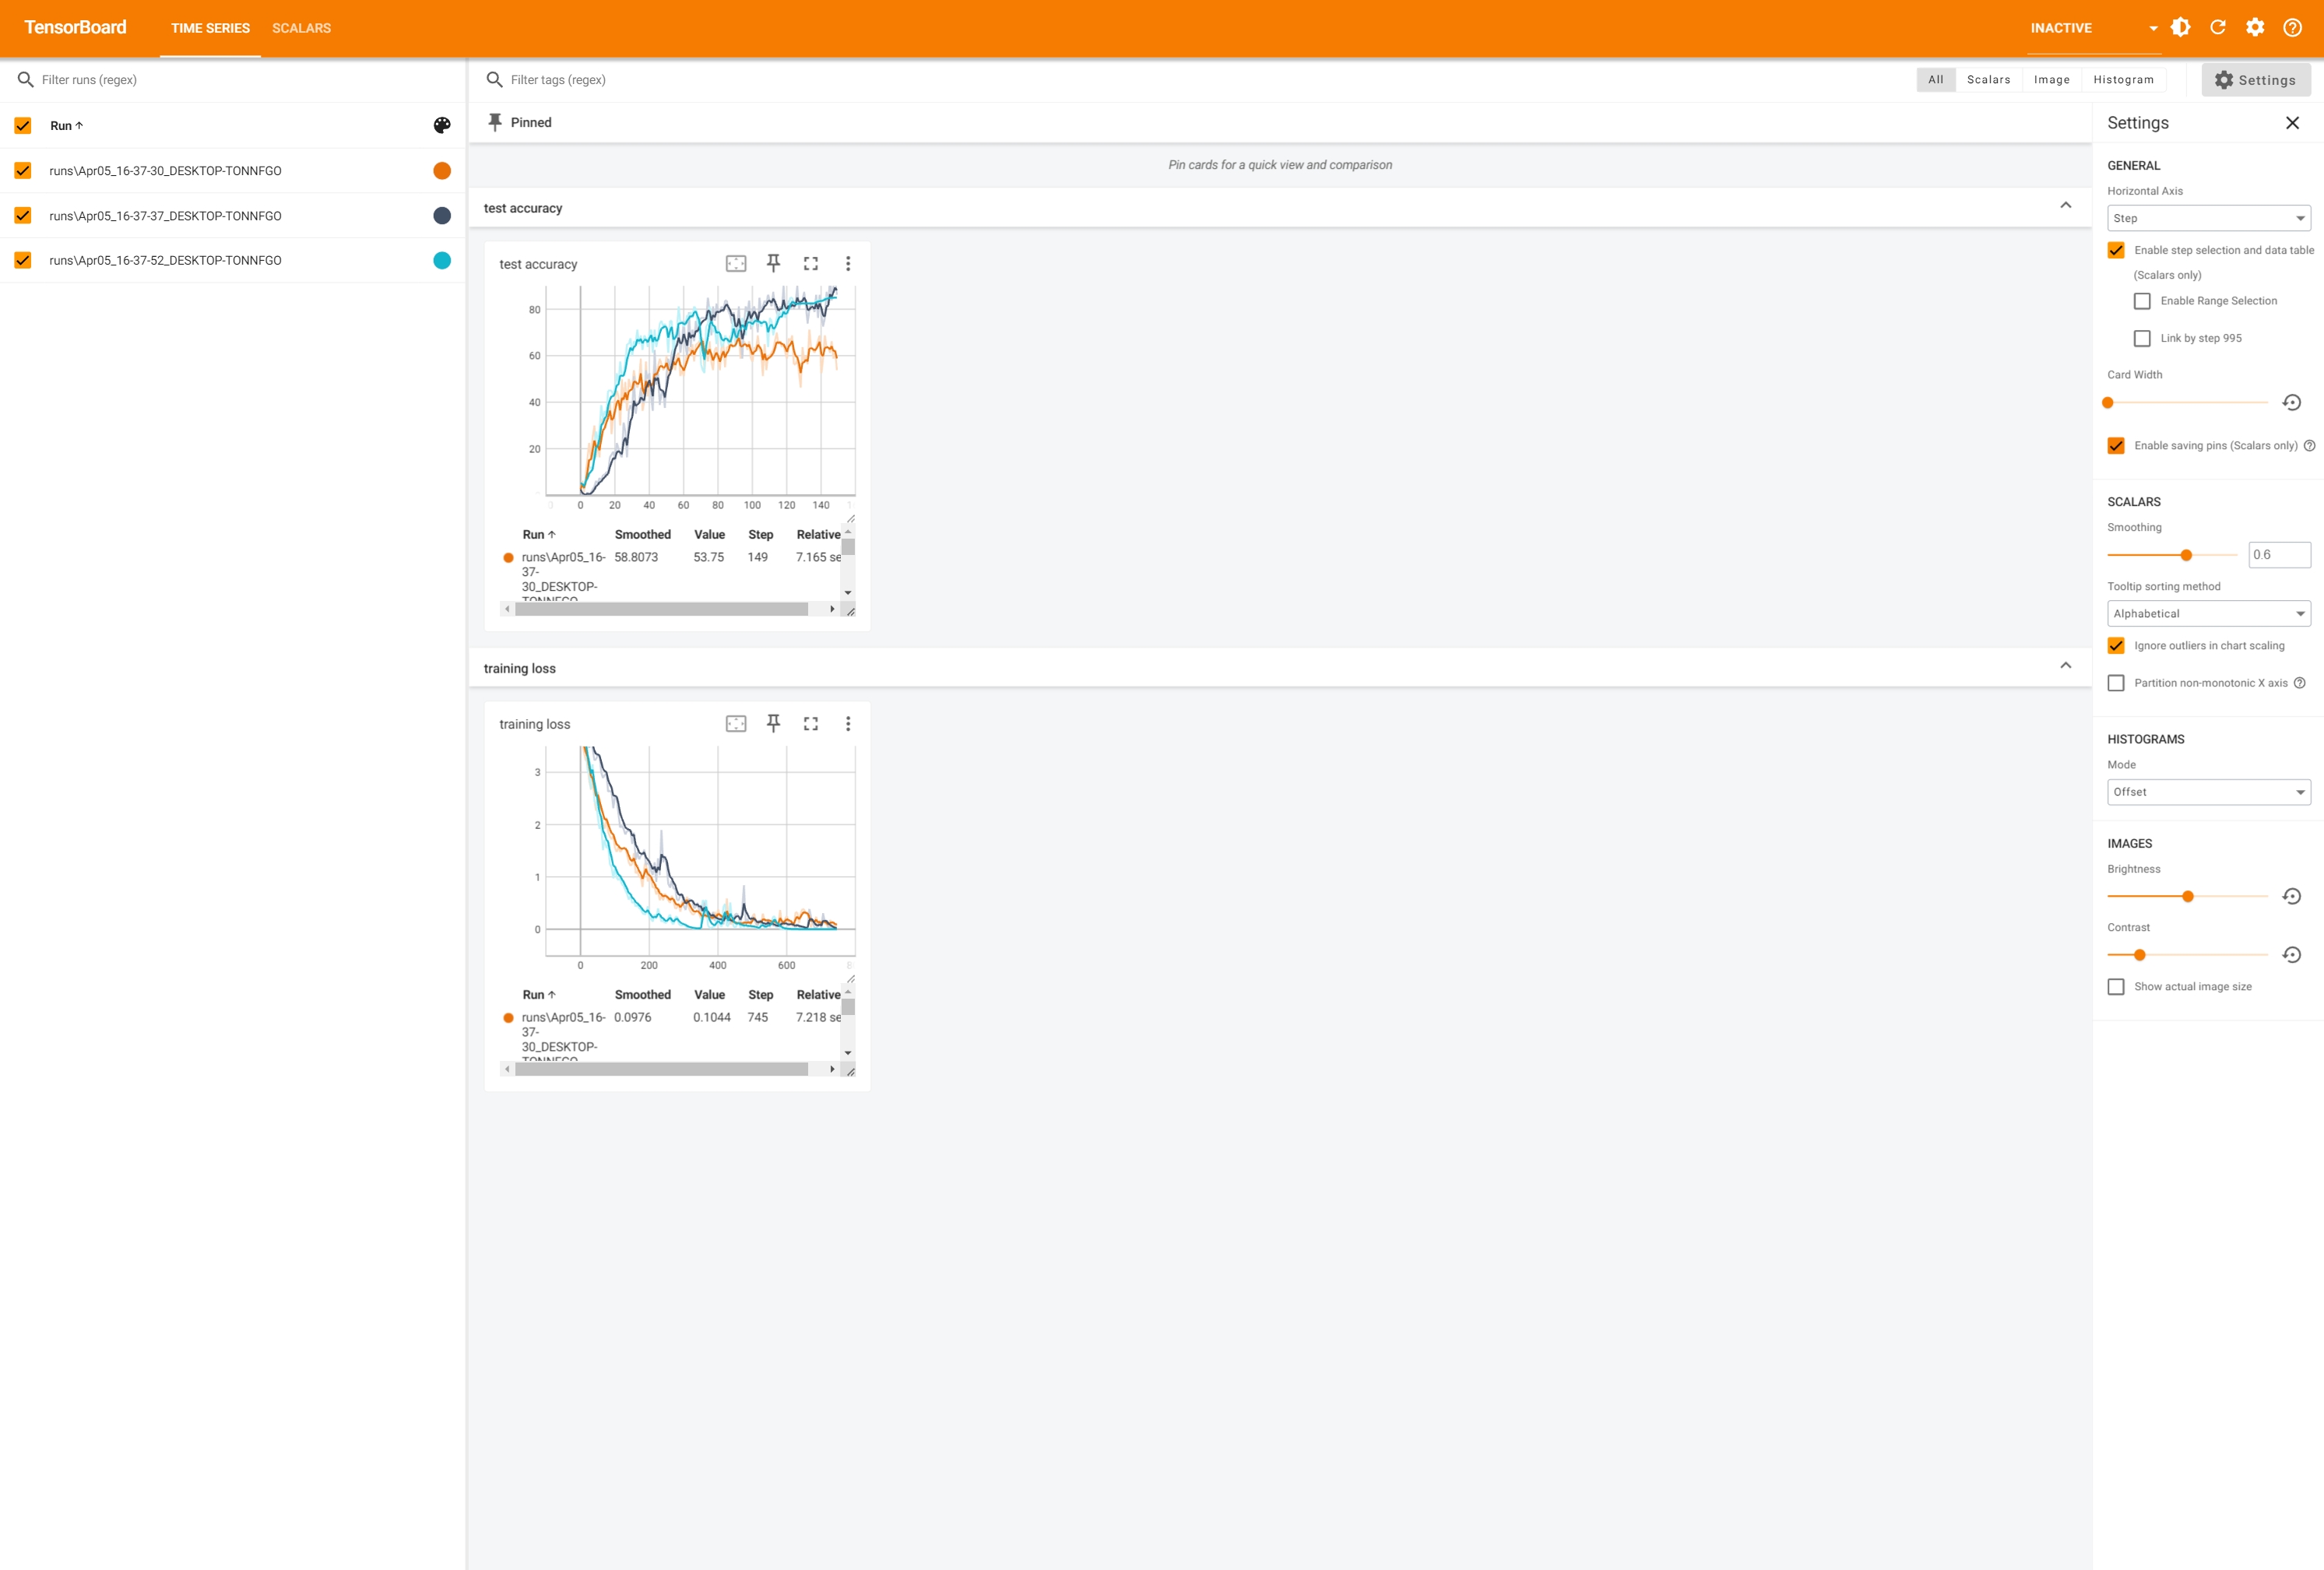 TensorBoard
TIME SERIES
SCALARS
INACTIVE
Filter runs (regex)
Run
runs\Apr05_16-37-30_DESKTOP-TONNFGO
runs\Apr05_16-37-37_DESKTOP-TONNFGO
runs\Apr05_16-37-52_DESKTOP-TONNFGO
Filter tags (regex)
All Scalars Image Histogram
Settings
Pinned
Pin cards for a quick view and comparison
test accuracy
test accuracy
80
60
40
20
0 20 40 60 80 100 120 140
Run Smoothed Value Step Relative
runs\Apr05_16- 58.8073 53.75 149 7.165 se
37-
30_DESKTOP-
TONNFGO
training loss
training loss
3
2
1
0
0 200 400 600
Run Smoothed Value Step Relative
runs\Apr05_16- 0.0976 0.1044 745 7.218 se
37-
30_DESKTOP-
TONNFGO
Settings
GENERAL
Horizontal Axis
Step
Enable step selection and data table
(Scalars only)
Enable Range Selection
Link by step 995
Card Width
Enable saving pins (Scalars only)
SCALARS
Smoothing
0.6
Tooltip sorting method
Alphabetical
Ignore outliers in chart scaling
Partition non-monotonic X axis
HISTOGRAMS
Mode
Offset
IMAGES
Brightness
Contrast
Show actual image size